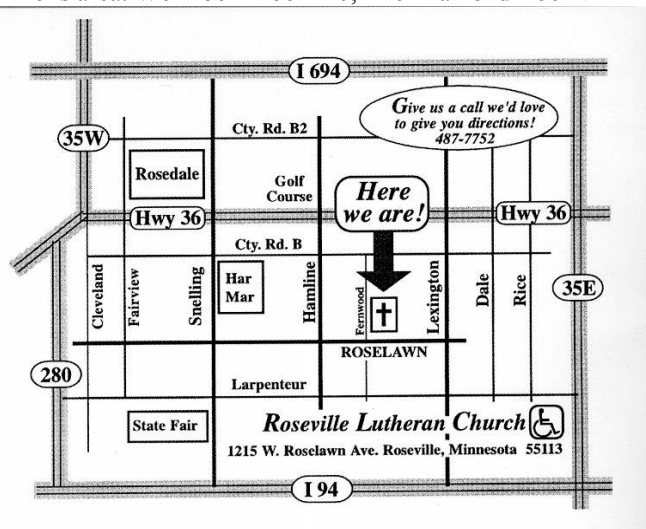 I 694
Give us a call we'd love
to give you directions!
487-7752
35W
Cty. Rd. B2
Rosedale
Golf
Course
Here
we are!
Hwy 36
Hwy 36
Cty. Rd. B
Cleveland
Fairview
Snelling
Har
Mar
Hamline
Fernwood
Lexington
Dale
Rice
35E
ROSELAWN
280
Larpenteur
State Fair
Roseville Lutheran Church
1215 W. Roselawn Ave. Roseville, Minnesota 55113
I 94